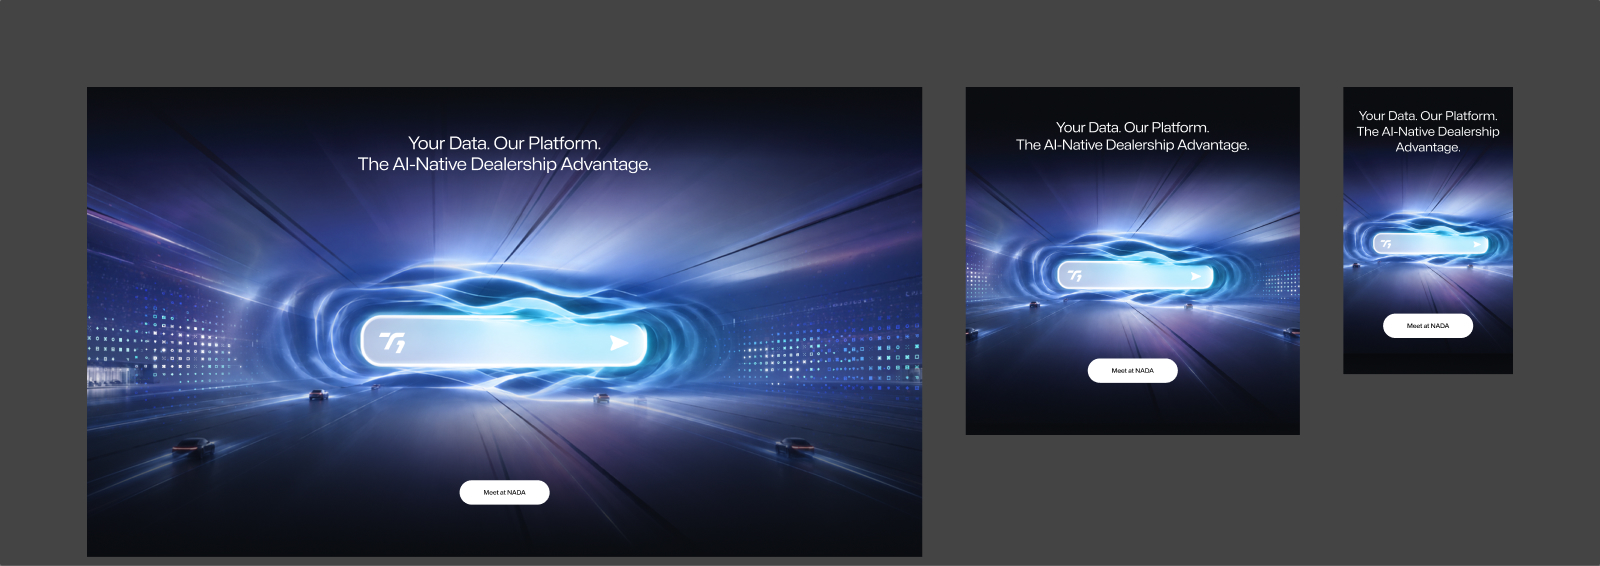 Your Data. Our Platform.
The AI-Native Dealership Advantage.
Meet at NADA
Your Data. Our Platform.
The AI-Native Dealership Advantage.
Meet at NADA
Your Data. Our Platform.
The AI-Native Dealership
Advantage.
Meet at NADA